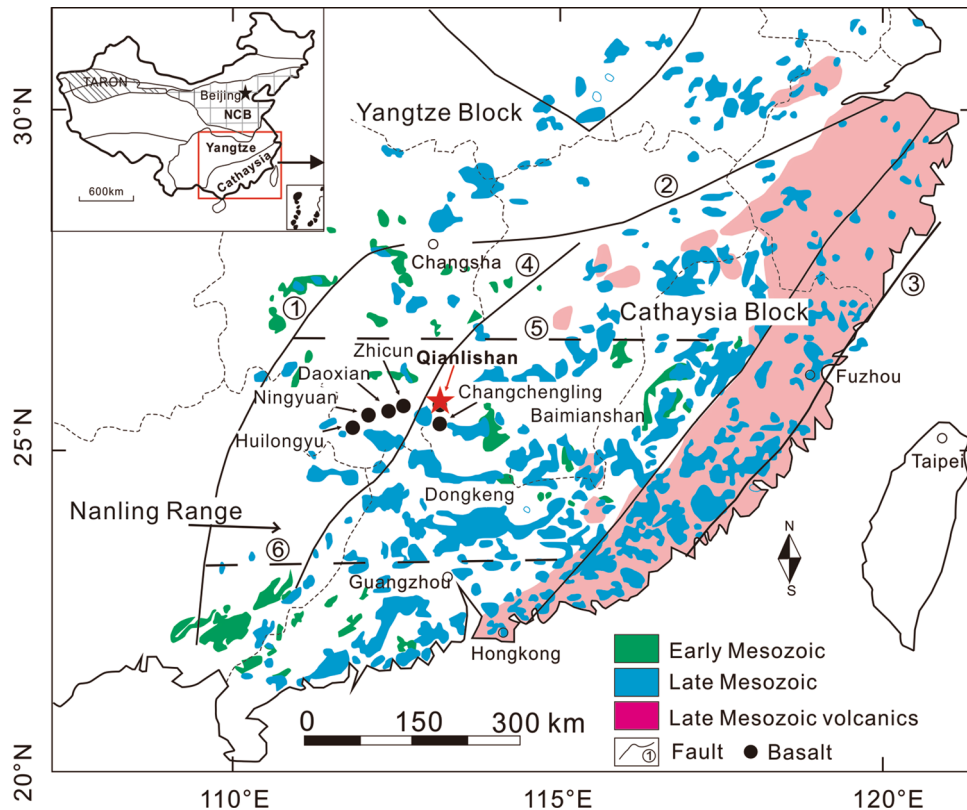 TARON
Beijing
NCB
Yangtze
Cathaysia
600km
30°N
25°N
20°N
Yangtze Block
②
Changsha
④
③
①
⑤
Cathaysia Block
Zhicun
Qianlishan
Daoxian
Fuzhou
Ningyuan
Changchengling
Baimianshan
Huilongyu
Taipei
Dongkeng
Nanling Range
N
S
⑥
Guangzhou
Hongkong
Early Mesozoic
Late Mesozoic
Late Mesozoic volcanics
① Fault
Basalt
0 150 300 km
110°E
115°E
120°E